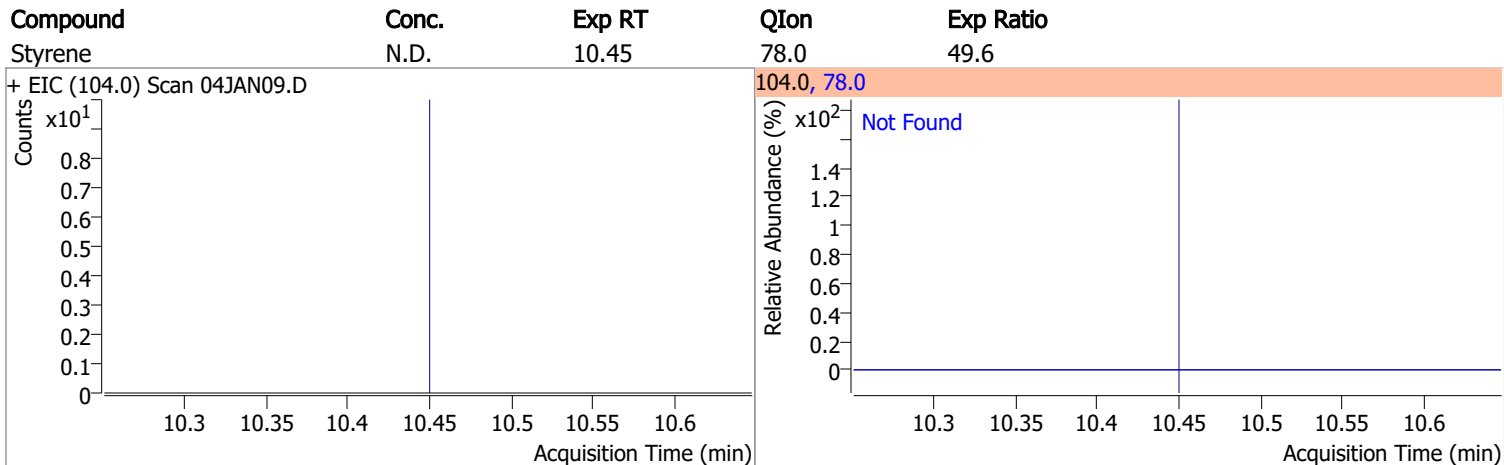 Compound Conc. Exp RT QIon Exp Ratio
Styrene N.D. 10.45 78.0 49.6
+ EIC (104.0) Scan 04JAN09.D
Counts
x10¹
0.8
0.7
0.6
0.5
0.4
0.3
0.2
0.1
0
10.3 10.35 10.4 10.45 10.5 10.55 10.6
Acquisition Time (min)
104.0, 78.0
Relative Abundance (%)
x10²
Not Found
1.4
1.2
1
0.8
0.6
0.4
0.2
0
10.3 10.35 10.4 10.45 10.5 10.55 10.6
Acquisition Time (min)